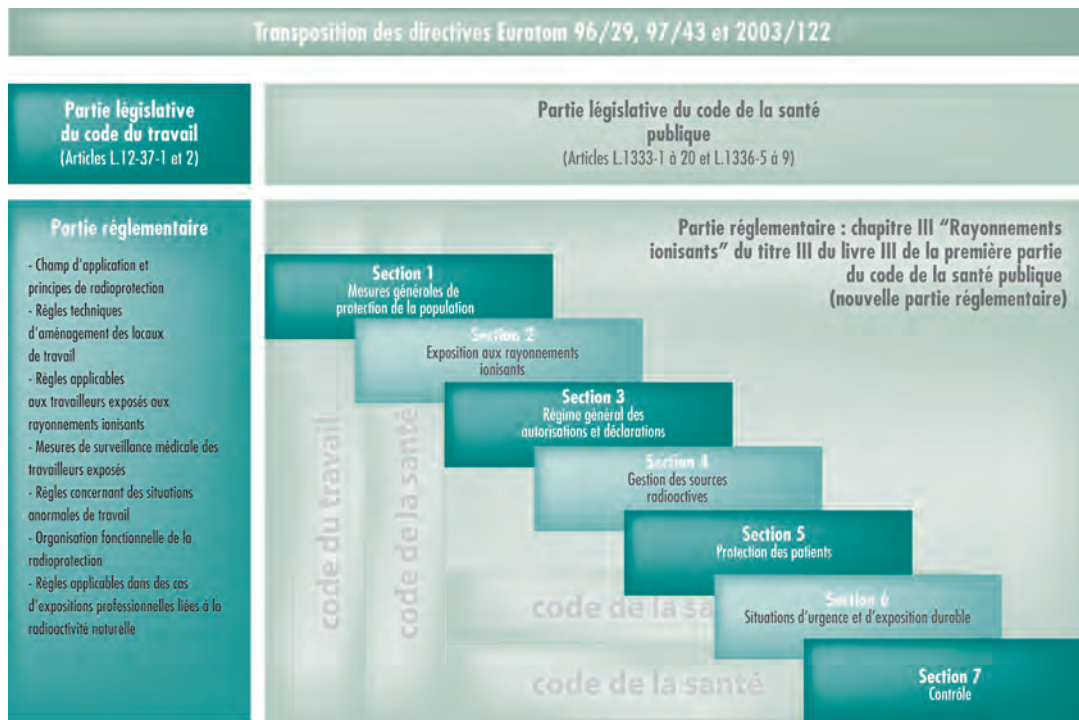 Transposition des directives Euratom 96/29, 97/43 et 2003/122
Partie législative
du code du travail
(Articles L.12-37-1 et 2)
Partie législative du code de la santé
publique
(Articles L.1333-1 à 20 et L.1336-5 à 9)
Partie réglementaire
- Champ d'application et
principes de radioprotection
- Règles techniques
d'aménagement des locaux
de travail
- Règles applicables
aux travailleurs exposés aux
rayonnements ionisants
- Mesures de surveillance médicale des
travailleurs exposés
- Règles concernant des situations
anormales de travail
- Organisation fonctionnelle de la
radioprotection
- Règles applicables dans des cas
d'expositions professionnelles liées à la
radioactivité naturelle
Partie réglementaire : chapitre III "Rayonnements
ionisants" du titre III du livre III de la première partie
du code de la santé publique
(nouvelle partie réglementaire)
Section 1
Mesures générales de
protection de la population
Section 2
Exposition aux rayonnements
ionisants
Section 3
Régime général des
autorisations et déclarations
Section 4
Gestion des sources
radioactives
Section 5
Protection des patients
Section 6
Situations d'urgence et d'exposition durable
Section 7
Contrôle
code du travail
code de la santé
code de la sa
code de la santé